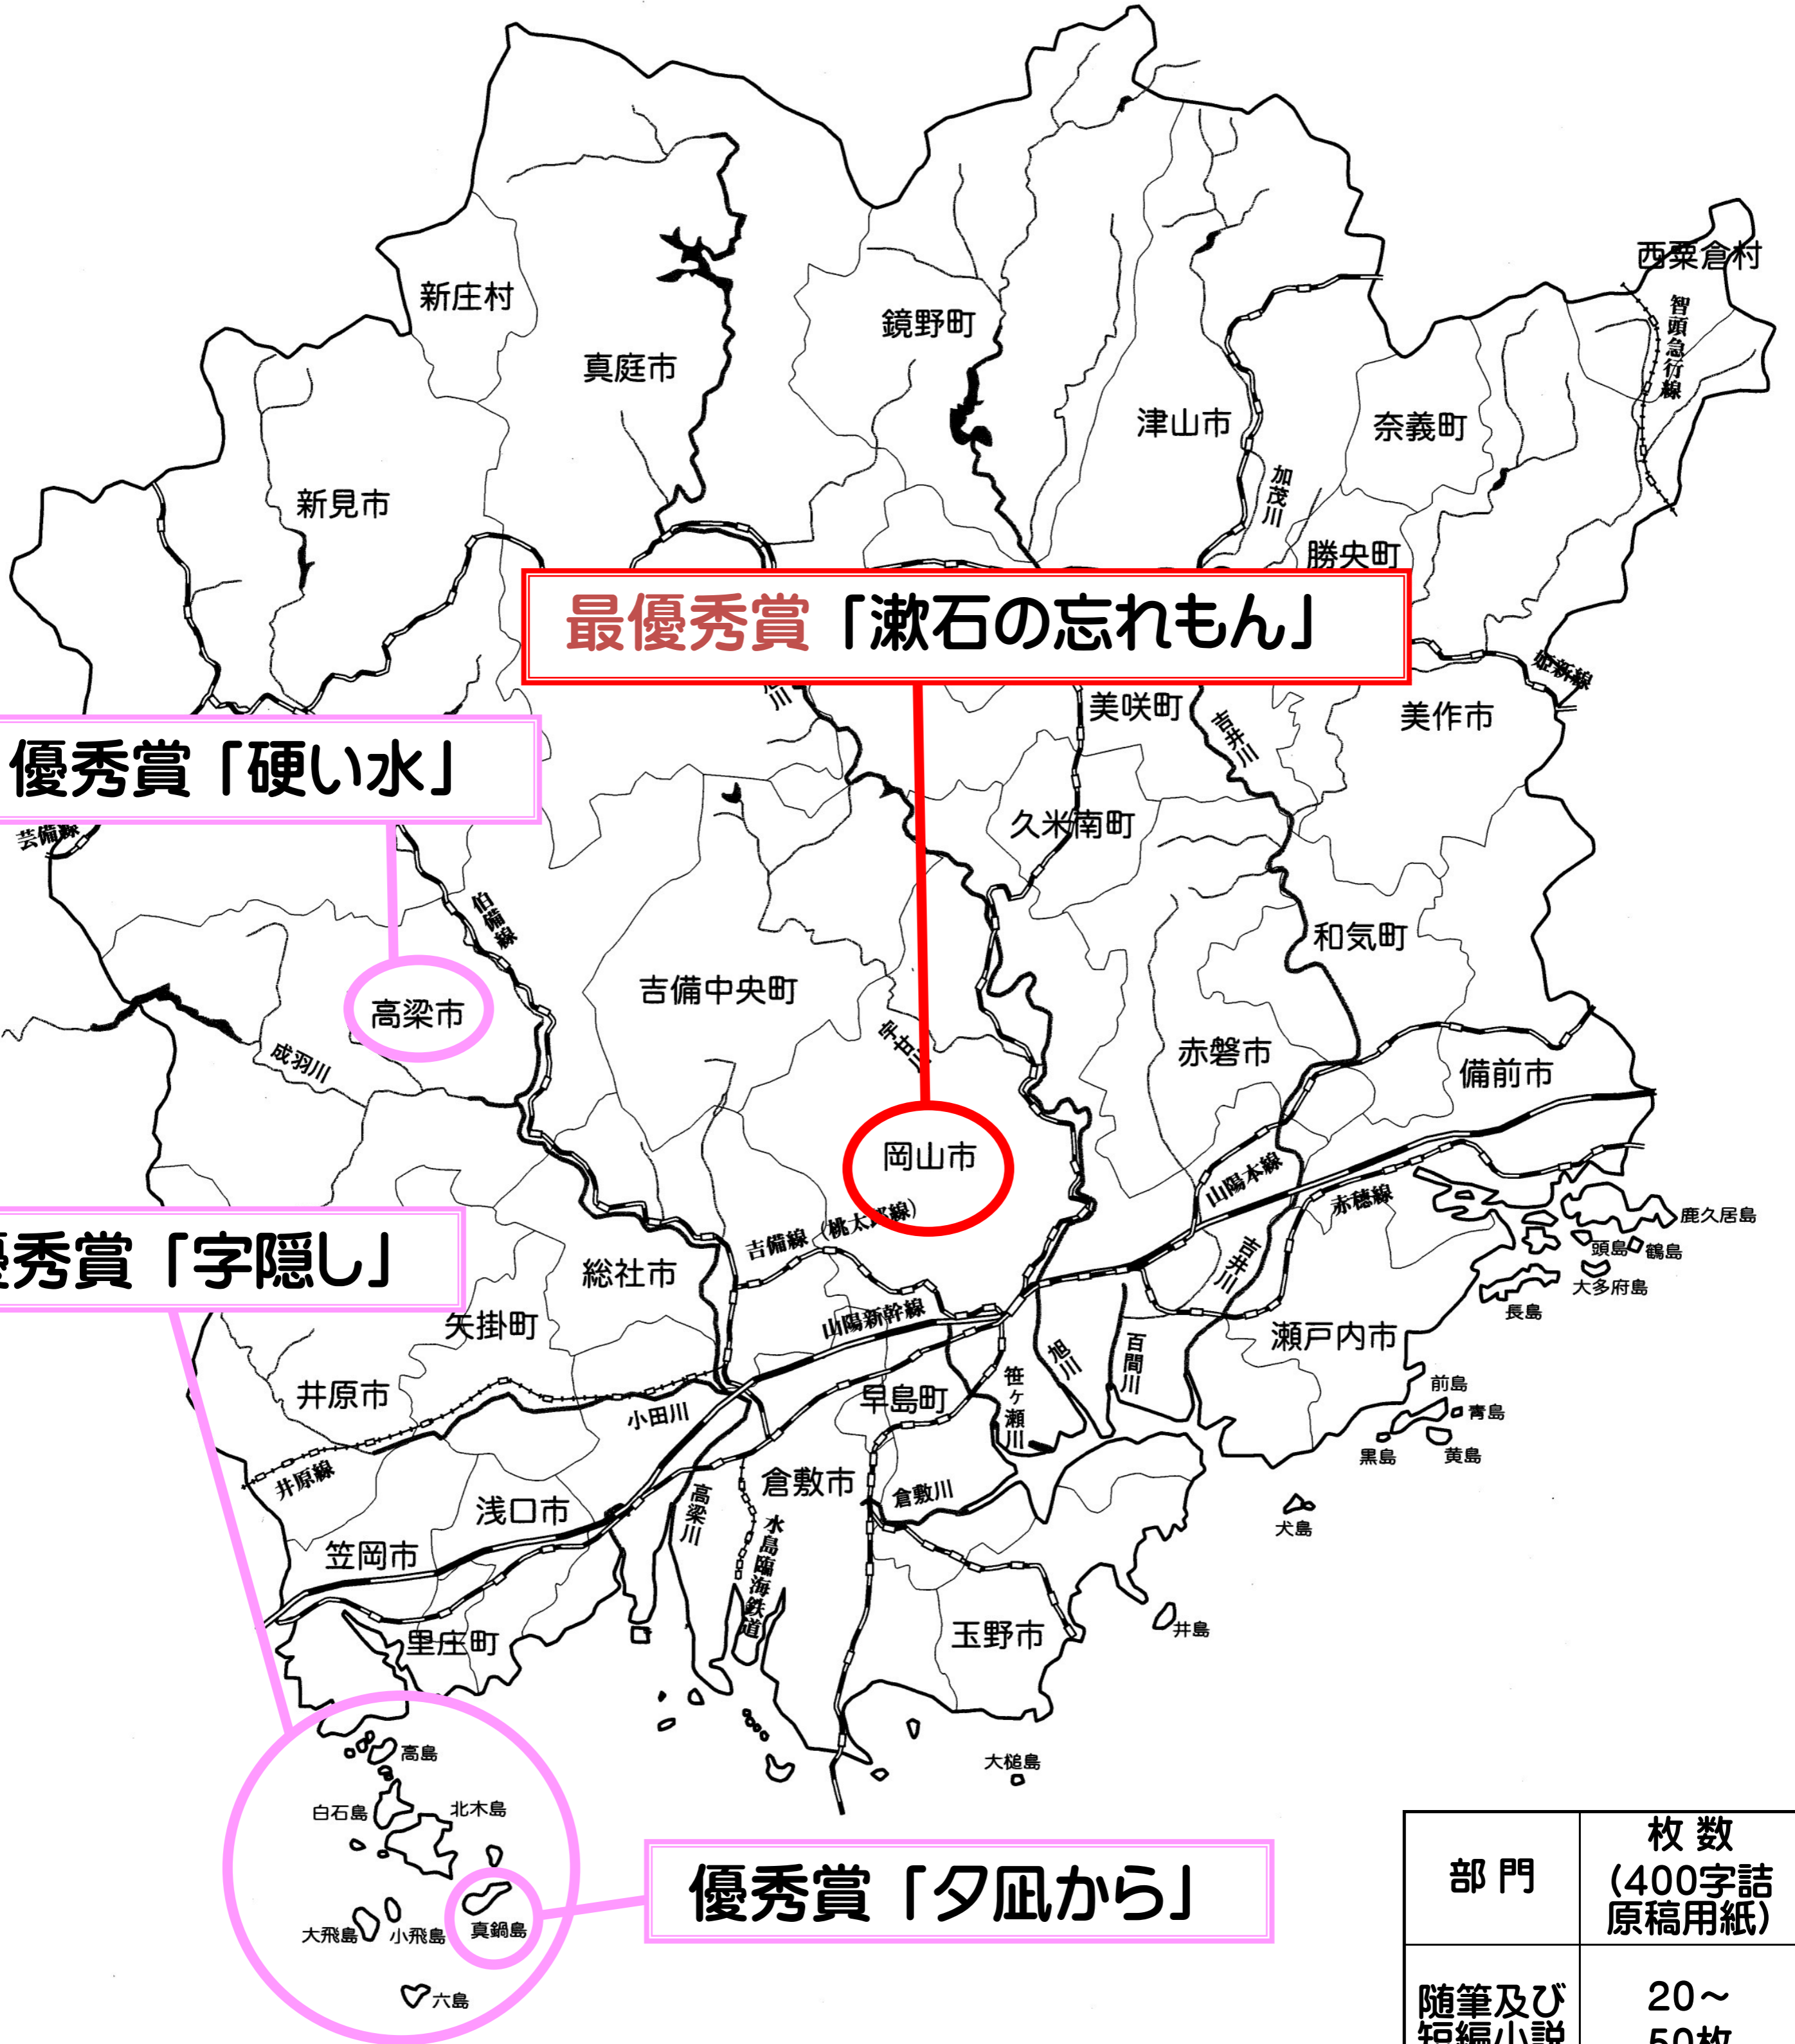 西粟倉村
智頭急行線
新庄村
鏡野町
真庭市
津山市
奈義町
新見市
加茂川
勝央町
最優秀賞「漱石の忘れもん」
姫新線
川
美咲町
吉井川
美作市
優秀賞「硬い水」
芸備線
久米南町
伯備線
和気町
吉備中央町
高梁市
宇甘川
成羽川
赤磐市
備前市
岡山市
山陽本線
赤穂線
鹿久居島
頭島
鶴島
大多府島
長島
吉備線(桃太郎線)
吉井川
秀賞「字隠し」
総社市
矢掛町
山陽新幹線
瀬戸内市
旭川
百間川
笹ヶ瀬川
井原市
早島町
小田川
前島
青島
黒島
黄島
井原線
倉敷市
倉敷川
高梁川
浅口市
水島臨海鉄道
犬島
笠岡市
里庄町
玉野市
井島
高島
大槌島
白石島
北木島
優秀賞「夕凪から」
大飛島
小飛島
真鍋島
六島
部門
枚数
(400字詰
原稿用紙)
随筆及び
短編小説
20～
50枚